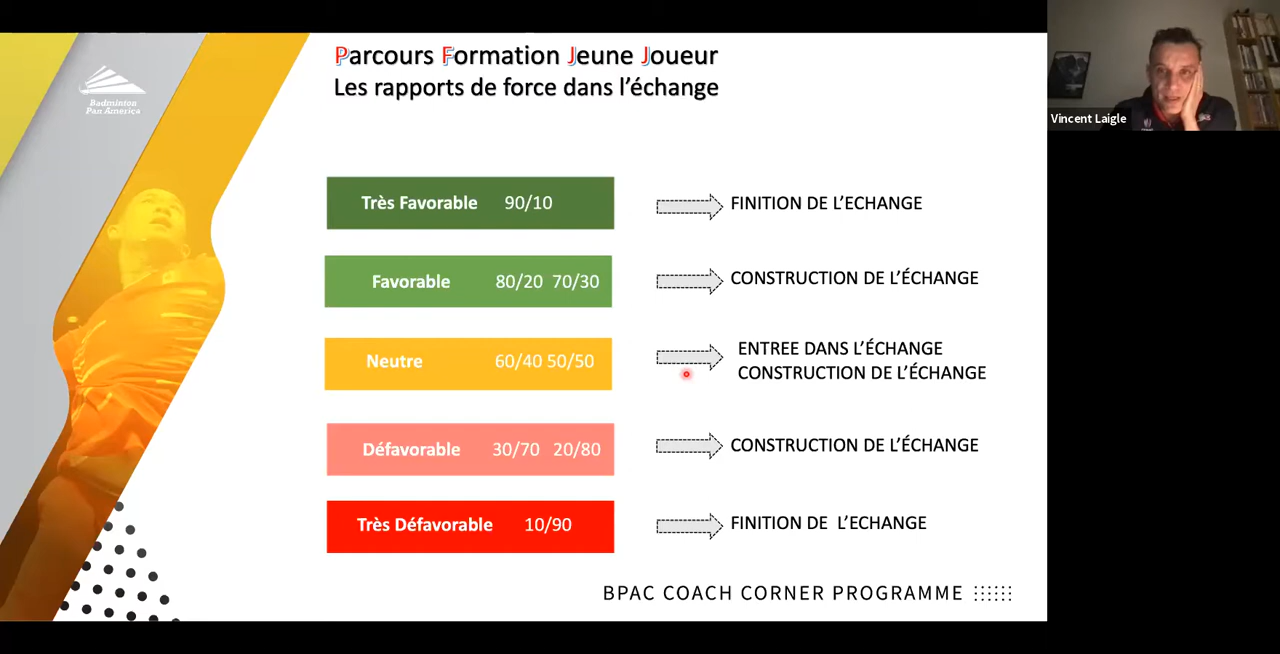 Parcours Formation Jeune Joueur
Les rapports de force dans l'échange
Badminton
Pan America
Vincent Laigle
Très Favorable 90/10
FINITION DE L'ECHANGE
Favorable 80/20 70/30
CONSTRUCTION DE L'ÉCHANGE
Neutre 60/40 50/50
ENTREE DANS L'ÉCHANGE
CONSTRUCTION DE L'ÉCHANGE
Défavorable 30/70 20/80
CONSTRUCTION DE L'ÉCHANGE
Très Défavorable 10/90
FINITION DE L'ECHANGE
BPAC COACH CORNER PROGRAMME